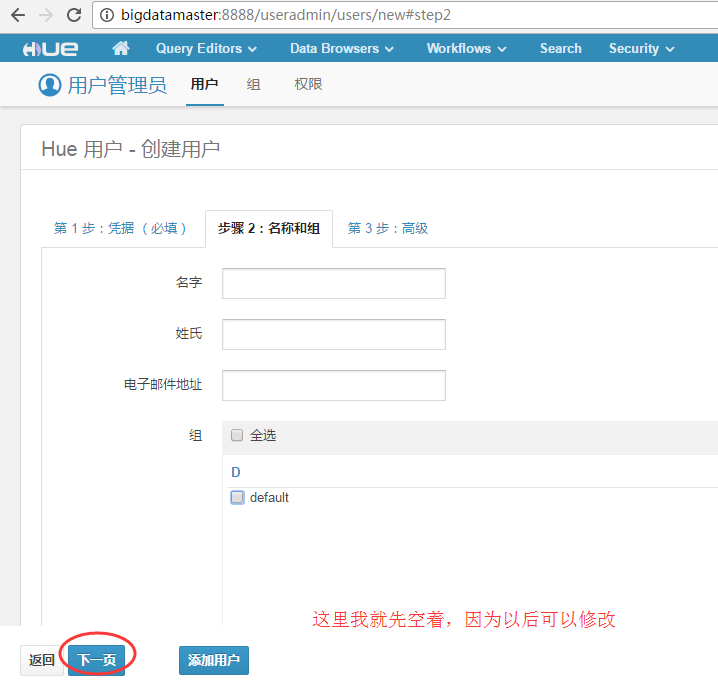 bigdatamaster:8888/useradmin/users/new#step2
HUE Query Editors Data Browsers Workflows Search Security
用户管理员 用户 组 权限
Hue 用户 - 创建用户
第 1 步：凭据（必填） 步骤 2：名称和组 第 3 步：高级
名字
姓氏
电子邮件地址
组 全选
D
default
这里我就先空着，因为以后可以修改
返回 下一页 添加用户